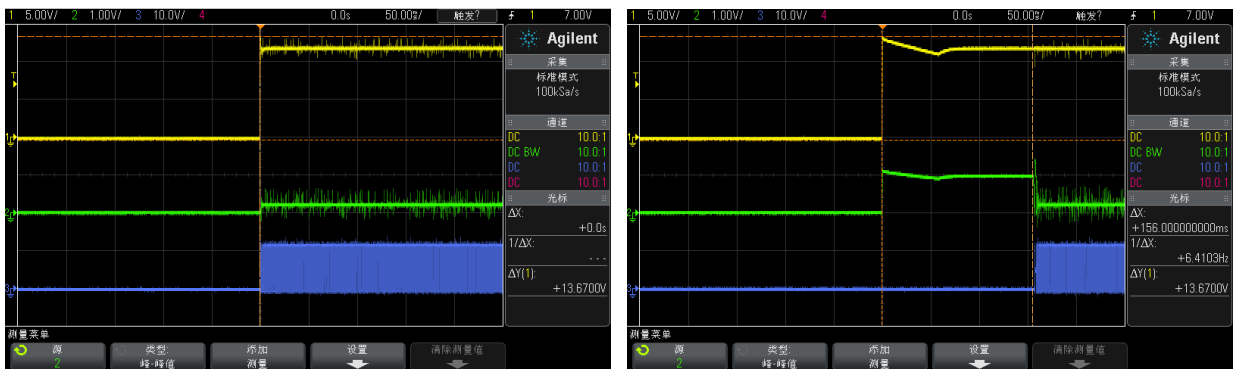 1 5.00V/ 2 1.00V/ 3 10.0V/ 4 0.0s 50.00ms/ 触发? 1 7.00V
Agilent
采集
标准模式
100kSa/s
通道
DC 10.0:1
DC BW 10.0:1
DC 10.0:1
DC 10.0:1
光标
ΔX:
+0.0s
1/ΔX:
---
ΔY(1):
+13.6700V
T
1
2
3
测量菜单
源
2
类型:
峰-峰值
添加
测量
设置
清除测量值
1 5.00V/ 2 1.00V/ 3 10.0V/ 4 0.0s 50.00ms/ 触发? 1 7.00V
Agilent
采集
标准模式
100kSa/s
通道
DC 10.0:1
DC BW 10.0:1
DC 10.0:1
DC 10.0:1
光标
ΔX:
+156.000000000ms
1/ΔX:
+6.4103Hz
ΔY(1):
+13.6700V
T
1
2
3
测量菜单
源
2
类型:
峰-峰值
添加
测量
设置
清除测量值